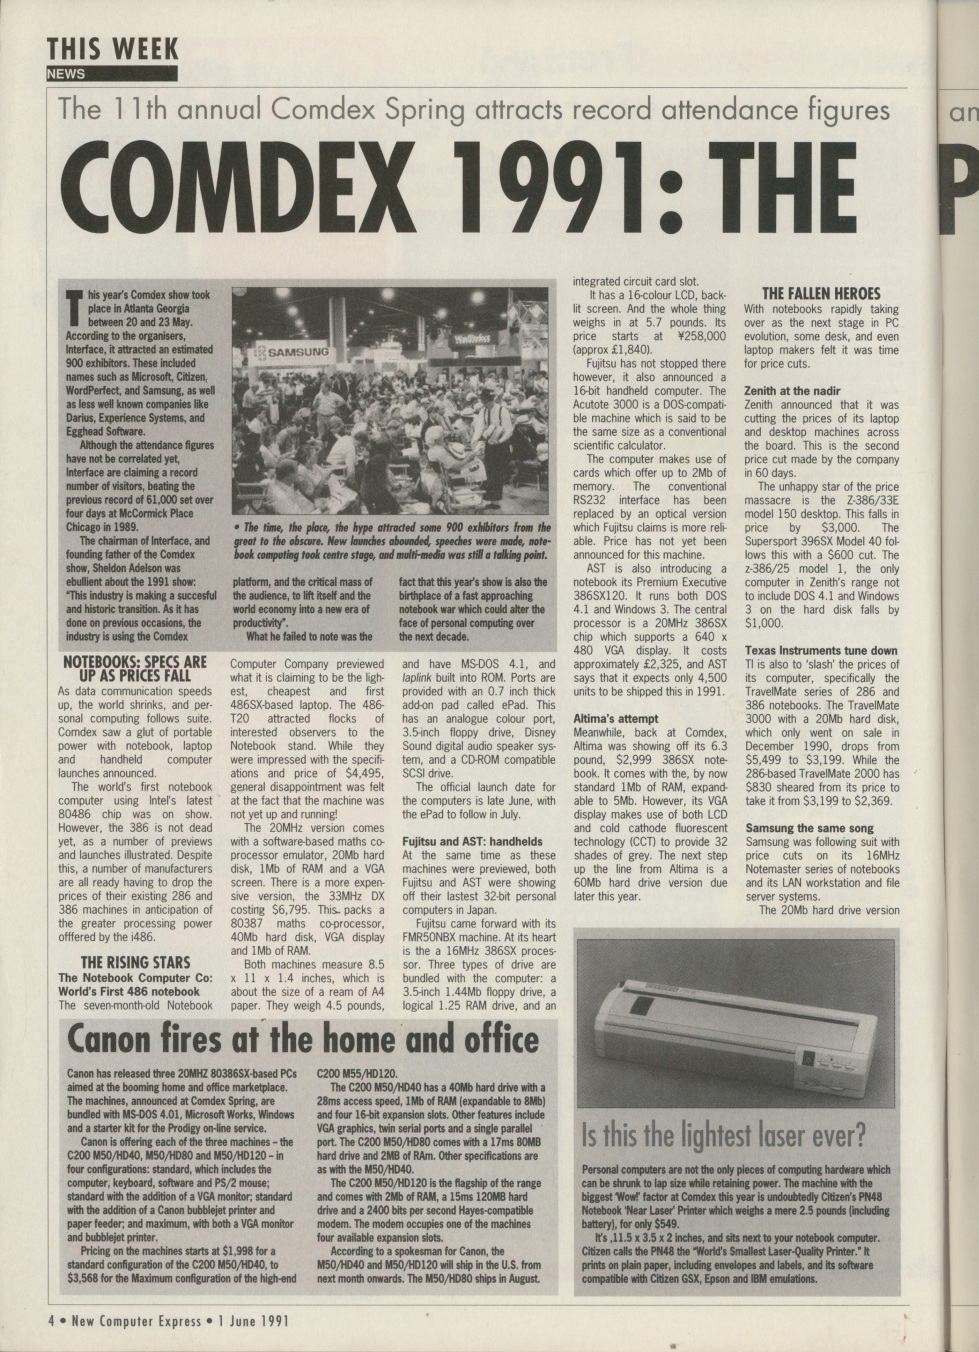 THIS WEEK
NEWS
The 11th annual Comdex Spring attracts record attendance figures
COMDEX 1991: THE
This year's Comdex show took
place in Atlanta Georgia
between 20 and 23 May.
According to the organisers,
Interface, it attracted an estimated
900 exhibitors. These included
names such as Microsoft, Citizen,
WordPerfect, and Samsung, as well
as less well known companies like
Darius, Experience Systems, and
Egghead Software.
Although the attendance figures
have not be correlated yet,
Interface are claiming a record
number of visitors, beating the
previous record of 61,000 set over
four days at McCormick Place
Chicago in 1989.
The chairman of Interface, and
founding father of the Comdex
show, Sheldon Adelson was
ebullient about the 1991 show:
"This industry is making a succesful
and historic transition. As it has
done on previous occasions, the
industry is using the Comdex
SAMSUNG
WordPerfect
• The time, the place, the hype attracted some 900 exhibitors from the
great to the obscure. New launches abounded, speeches were made, note-
book computing took centre stage, and multi-media was still a talking point.
platform, and the critical mass of
the audience, to lift itself and the
world economy into a new era of
productivity".
What he failed to note was the
fact that this year's show is also the
birthplace of a fast approaching
notebook war which could alter the
face of personal computing over
the next decade.
NOTEBOOKS: SPECS ARE
UP AS PRICES FALL
As data communication speeds
up, the world shrinks, and per-
sonal computing follows suite.
Comdex saw a glut of portable
power with notebook, laptop
and handheld computer
launches announced.
The world's first notebook
computer using Intel's latest
80486 chip was on show.
However, the 386 is not dead
yet, as a number of previews
and launches illustrated. Despite
this, a number of manufacturers
are all ready having to drop the
prices of their existing 286 and
386 machines in anticipation of
the greater processing power
offfered by the i486.
THE RISING STARS
The Notebook Computer Co:
World's First 486 notebook
The seven-month-old Notebook
Computer Company previewed
what it is claiming to be the ligh-
est, cheapest and first
486SX-based laptop. The 486-
T20 attracted flocks of
interested observers to the
Notebook stand. While they
were impressed with the specifi-
ations and price of $4,495,
general disappointment was felt
at the fact that the machine was
not yet up and running!
The 20MHz version comes
with a software-based maths co-
processor emulator, 20Mb hard
disk, 1Mb of RAM and a VGA
screen. There is a more expen-
sive version, the 33MHz DX
costing $6,795. This packs a
80387 maths co-processor,
40Mb hard disk, VGA display
and 1Mb of RAM.
Both machines measure 8.5
x 11 x 1.4 inches, which is
about the size of a ream of A4
paper. They weigh 4.5 pounds,
and have MS-DOS 4.1, and
laplink built into ROM. Ports are
provided with an 0.7 inch thick
add-on pad called ePad. This
has an analogue colour port,
3.5-inch floppy drive, Disney
Sound digital audio speaker sys-
tem, and a CD-ROM compatible
SCSI drive.
The official launch date for
the computers is late June, with
the ePad to follow in July.
Fujitsu and AST: handhelds
At the same time as these
machines were previewed, both
Fujitsu and AST were showing
off their lastest 32-bit personal
computers in Japan.
Fujitsu came forward with its
FMR50NBX machine. At its heart
is the a 16MHz 386SX proces-
sor. Three types of drive are
bundled with the computer: a
3.5-inch 1.44Mb floppy drive, a
logical 1.25 RAM drive, and an
integrated circuit card slot.
It has a 16-colour LCD, back-
lit screen. And the whole thing
weighs in at 5.7 pounds. Its
price starts at ¥258,000
(approx £1,840).
Fujitsu has not stopped there
however, it also announced a
16-bit handheld computer. The
Acutote 3000 is a DOS-compati-
ble machine which is said to be
the same size as a conventional
scientific calculator.
The computer makes use of
cards which offer up to 2Mb of
memory. The conventional
RS232 interface has been
replaced by an optical version
which Fujitsu claims is more reli-
able. Price has not yet been
announced for this machine.
AST is also introducing a
notebook its Premium Executive
386SX120. It runs both DOS
4.1 and Windows 3. The central
processor is a 20MHz 386SX
chip which supports a 640 x
480 VGA display. It costs
approximately £2,325, and AST
says that it expects only 4,500
units to be shipped this in 1991.
Altima's attempt
Meanwhile, back at Comdex,
Altima was showing off its 6.3
pound, $2,999 386SX note-
book. It comes with the, by now
standard 1Mb of RAM, expand-
able to 5Mb. However, its VGA
display makes use of both LCD
and cold cathode fluorescent
technology (CCT) to provide 32
shades of grey. The next step
up the line from Altima is a
60Mb hard drive version due
later this year.
THE FALLEN HEROES
With notebooks rapidly taking
over as the next stage in PC
evolution, some desk, and even
laptop makers felt it was time
for price cuts.
Zenith at the nadir
Zenith announced that it was
cutting the prices of its laptop
and desktop machines across
the board. This is the second
price cut made by the company
in 60 days.
The unhappy star of the price
massacre is the Z-386/33E
model 150 desktop. This falls in
price by $3,000. The
Supersport 396SX Model 40 fol-
lows this with a $600 cut. The
z-386/25 model 1, the only
computer in Zenith's range not
to include DOS 4.1 and Windows
3 on the hard disk falls by
$1,000.
Texas Instruments tune down
TI is also to 'slash' the prices of
its computer, specifically the
TravelMate series of 286 and
386 notebooks. The TravelMate
3000 with a 20Mb hard disk,
which only went on sale in
December 1990, drops from
$5,499 to $3,199. While the
286-based TravelMate 2000 has
$830 sheared from its price to
take it from $3,199 to $2,369.
Samsung the same song
Samsung was following suit with
price cuts on its 16MHz
Notemaster series of notebooks
and its LAN workstation and file
server systems.
The 20Mb hard drive version
Canon fires at the home and office
Canon has released three 20MHZ 80386SX-based PCs
aimed at the booming home and office marketplace.
The machines, announced at Comdex Spring, are
bundled with MS-DOS 4.01, Microsoft Works, Windows
and a starter kit for the Prodigy on-line service.
Canon is offering each of the three machines – the
C200 M50/HD40, M50/HD80 and M50/HD120 – in
four configurations: standard, which includes the
computer, keyboard, software and PS/2 mouse;
standard with the addition of a VGA monitor; standard
with the addition of a Canon bubblejet printer and
paper feeder; and maximum, with both a VGA monitor
and bubblejet printer.
Pricing on the machines starts at $1,998 for a
standard configuration of the C200 M50/HD40, to
$3,568 for the Maximum configuration of the high-end
C200 M55/HD120.
The C200 M50/HD40 has a 40Mb hard drive with a
28ms access speed, 1Mb of RAM (expandable to 8Mb)
and four 16-bit expansion slots. Other features include
VGA graphics, twin serial ports and a single parallel
port. The C200 M50/HD80 comes with a 17ms 80MB
hard drive and 2MB of RAm. Other specifications are
as with the M50/HD40.
The C200 M50/HD120 is the flagship of the range
and comes with 2Mb of RAM, a 15ms 120MB hard
drive and a 2400 bits per second Hayes-compatible
modem. The modem occupies one of the machines
four available expansion slots.
According to a spokesman for Canon, the
M50/HD40 and M50/HD120 will ship in the U.S. from
next month onwards. The M50/HD80 ships in August.
Is this the lightest laser ever?
Personal computers are not the only pieces of computing hardware which
can be shrunk to lap size while retaining power. The machine with the
biggest 'Wow!' factor at Comdex this year is undoubtedly Citizen's PN48
Notebook 'Near Laser' Printer which weighs a mere 2.5 pounds (including
battery), for only $549.
It's ,11.5 x 3.5 x 2 inches, and sits next to your notebook computer.
Citizen calls the PN48 the "World's Smallest Laser-Quality Printer." It
prints on plain paper, including envelopes and labels, and its software
compatible with Citizen GSX, Epson and IBM emulations.
4 • New Computer Express • 1 June 1991
an
P